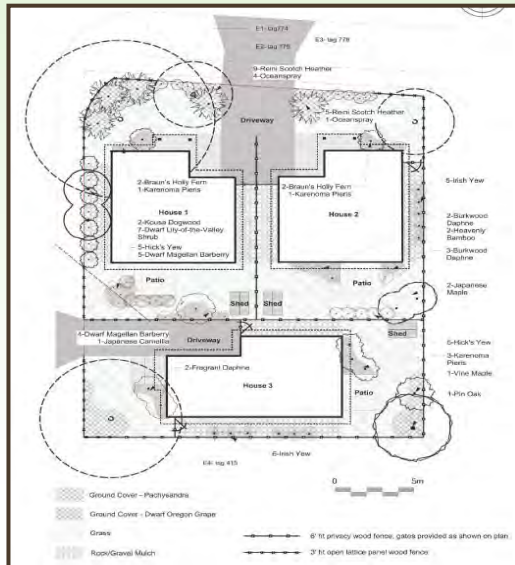 E1- tag774
E2- tag 775
E3- tag 778
9-Remi Scotch Heather
4-Oceanspray
Driveway
5-Remi Scotch Heather
1-Oceanspray
2-Braun's Holly Fern
1-Karenoma Pieris
House 1
2-Kousa Dogwood
7-Dwarf Lily-of-the-Valley
Shrub
5-Hick's Yew
5-Dwarf Magellan Barberry
2-Braun's Holly Fern
1-Karenoma Pieris
House 2
5-Irish Yew
2-Burkwood
Daphne
2-Heavenly
Bamboo
3-Burkwood
Daphne
Patio
Patio
2-Japanese
Maple
Shed
Shed
Shed
4-Dwarf Magellan Barberry
1-Japanese Camellia
Driveway
2-Fragrant Daphne
House 3
Patio
5-Hick's Yew
3-Karenoma
Pieris
1-Vine Maple
1-Pin Oak
6-Irish Yew
E4- tag 415
0 5m
Ground Cover - Pachysandra
Ground Cover - Dwarf Oregon Grape
Grass
Rock/Gravel Mulch
6' fit privacy wood fence, gates provided as shown on plan
3' fit open lattice panel wood fence